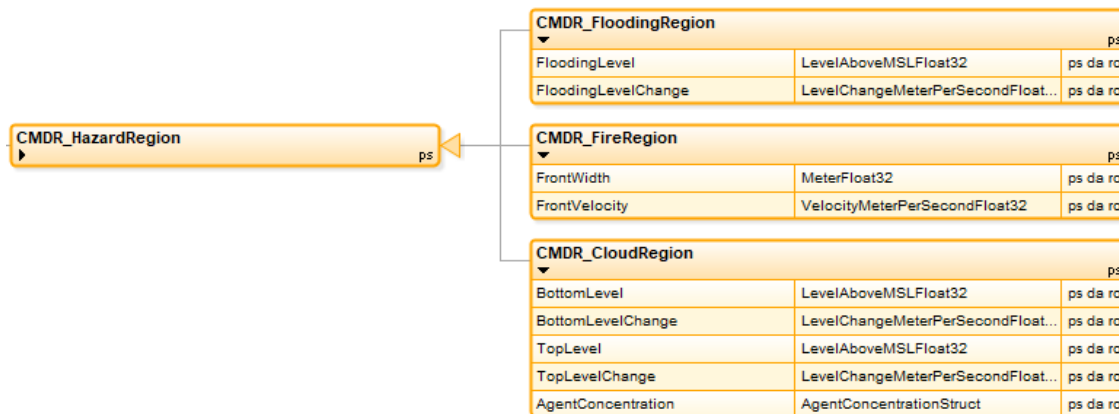 CMDR_FloodingRegion
ps
FloodingLevel LevelAboveMSLFloat32 ps da ro
FloodingLevelChange LevelChangeMeterPerSecondFloat... ps da ro
CMDR_HazardRegion
ps
CMDR_FireRegion
ps
FrontWidth MeterFloat32 ps da ro
FrontVelocity VelocityMeterPerSecondFloat32 ps da ro
CMDR_CloudRegion
ps
BottomLevel LevelAboveMSLFloat32 ps da ro
BottomLevelChange LevelChangeMeterPerSecondFloat... ps da ro
TopLevel LevelAboveMSLFloat32 ps da ro
TopLevelChange LevelChangeMeterPerSecondFloat... ps da ro
AgentConcentration AgentConcentrationStruct ps da ro